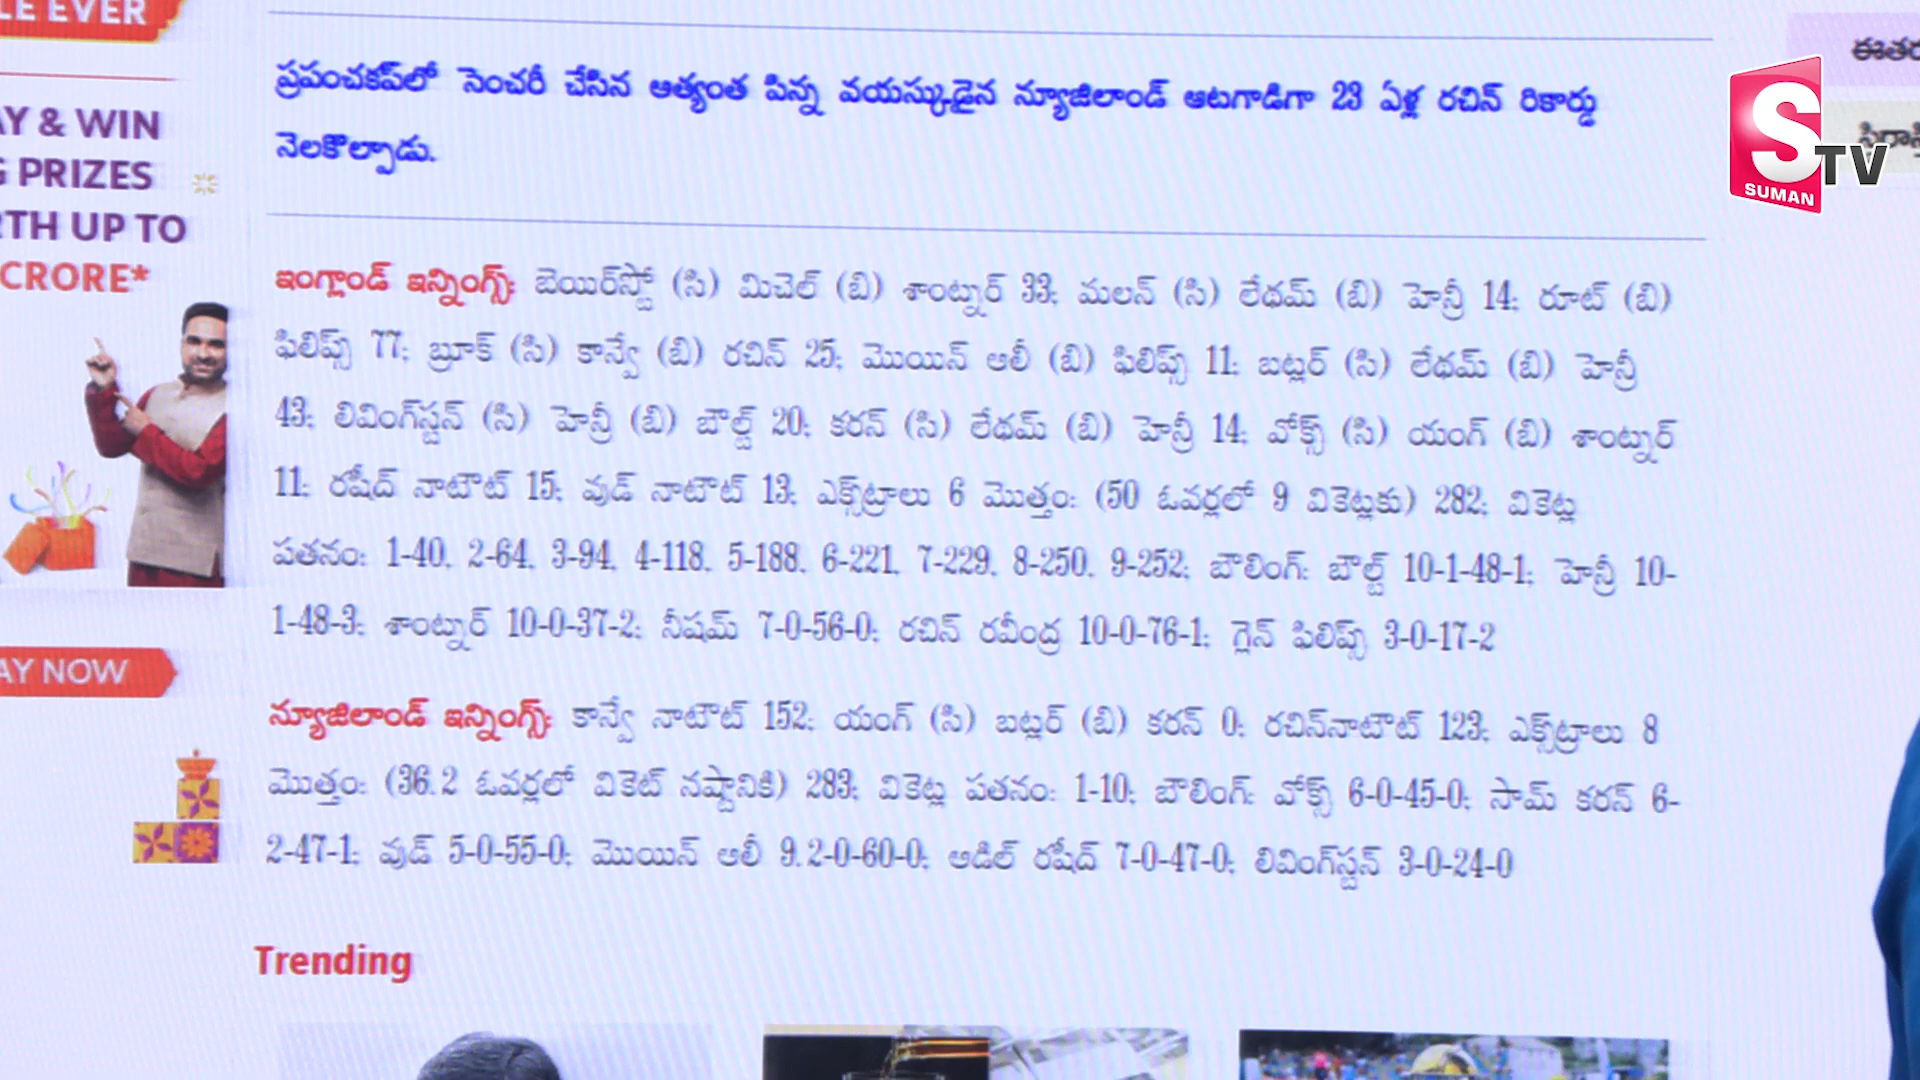 LE EVER
AY & WIN
G PRIZES
RTH UP TO
CRORE*
AY NOW
ప్రపంచకప్‌లో సెంచరీ చేసిన అత్యంత పిన్న వయస్కుడైన న్యూజిలాండ్ ఆటగాడిగా 23 ఏళ్ల రచిన్ రికార్డు
నెలకొల్పాడు.
ఇంగ్లాండ్ ఇన్నింగ్స్: బెయిర్‌స్టో (సి) మిచెల్ (బి) శాంట్నర్ 33; మలన్ (సి) లేథమ్ (బి) హెన్రీ 14; రూట్ (బి)
ఫిలిప్స్ 77; బ్రూక్ (సి) కాన్వే (బి) రచిన్ 25; మొయిన్ ఆలీ (బి) ఫిలిప్స్ 11; బట్లర్ (సి) లేథమ్ (బి) హెన్రీ
43; లివింగ్‌స్టన్ (సి) హెన్రీ (బి) బౌల్ట్ 20; కరన్ (సి) లేథమ్ (బి) హెన్రీ 14; వోక్స్ (సి) యంగ్ (బి) శాంట్నర్
11; రషీద్ నాటౌట్ 15; వుడ్ నాటౌట్ 13; ఎక్స్‌ట్రాలు 6 మొత్తం: (50 ఓవర్లలో 9 వికెట్లకు) 282; వికెట్ల
పతనం: 1-40, 2-64, 3-94, 4-118, 5-188, 6-221, 7-229, 8-250, 9-252; బౌలింగ్: బౌల్ట్ 10-1-48-1; హెన్రీ 10-
1-48-3; శాంట్నర్ 10-0-37-2; నీషమ్ 7-0-56-0; రచిన్ రవీంద్ర 10-0-76-1; గ్లెన్ ఫిలిప్స్ 3-0-17-2
న్యూజిలాండ్ ఇన్నింగ్స్: కాన్వే నాటౌట్ 152; యంగ్ (సి) బట్లర్ (బి) కరన్ 0; రచిన్‌నాటౌట్ 123; ఎక్స్‌ట్రాలు 8
మొత్తం: (36.2 ఓవర్లలో వికెట్ నష్టానికి) 283; వికెట్ల పతనం: 1-10; బౌలింగ్: వోక్స్ 6-0-45-0; సామ్ కరన్ 6-
2-47-1; వుడ్ 5-0-55-0; మొయిన్ ఆలీ 9.2-0-60-0; ఆడిల్ రషీద్ 7-0-47-0; లివింగ్‌స్టన్ 3-0-24-0
Trending
S TV
SUMAN